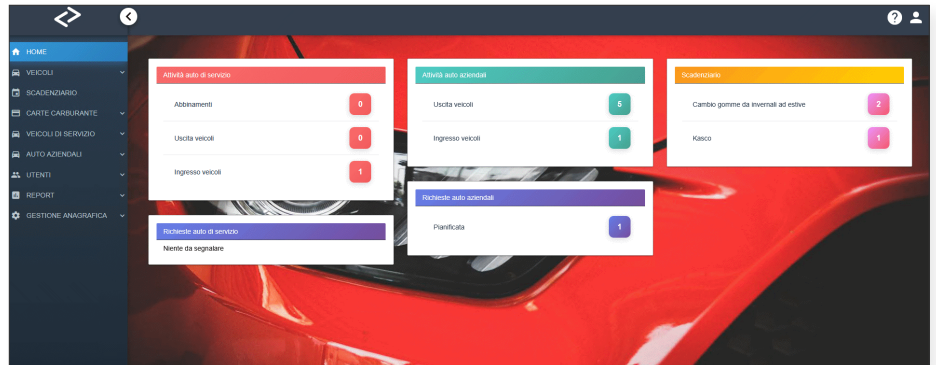 HOME
VEICOLI
SCADENZIARIO
CARTE CARBURANTE
VEICOLI DI SERVIZIO
AUTO AZIENDALI
UTENTI
REPORT
GESTIONE ANAGRAFICA
Attività auto di servizio
Abbinamenti 0
Uscita veicoli 0
Ingresso veicoli 1
Richieste auto di servizio
Niente da segnalare
Attività auto aziendali
Uscita veicoli 5
Ingresso veicoli 1
Richieste auto aziendali
Pianificata 1
Scadenziario
Cambio gomme da invernali ad estive 2
Kasco 1